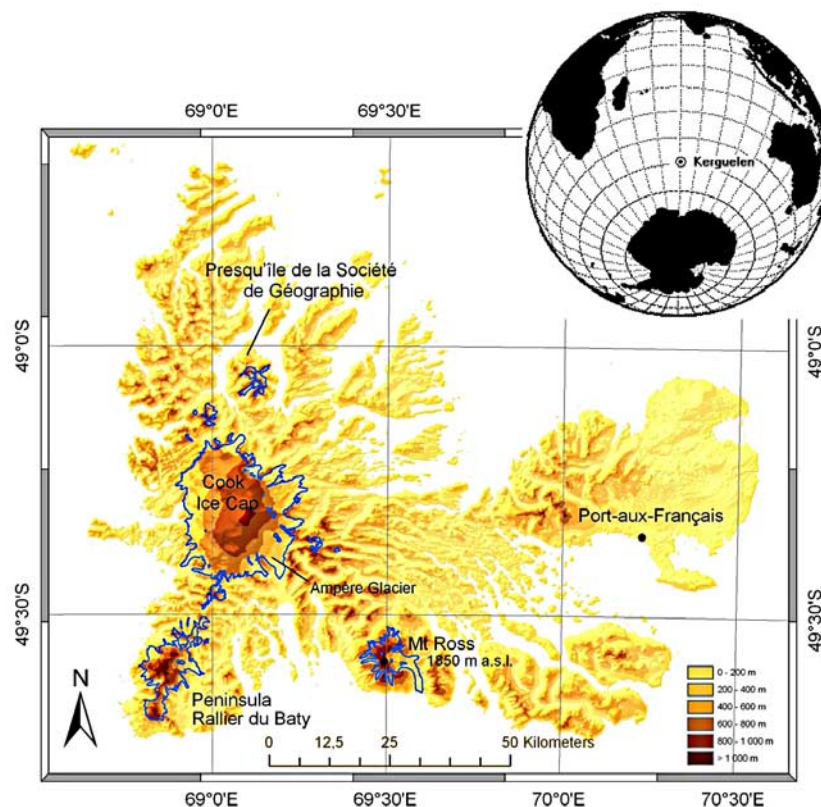 69°0'E
69°30'E
Kerguelen
Presqu'île de la Société
de Géographie
49°0'S
49°0'S
Cook
Ice Cap
Port-aux-Français
Ampère Glacier
49°30'S
49°30'S
Mt Ross
1850 m a.s.l.
N
Peninsula
Rallier du Baty
0 - 200 m
200 - 400 m
400 - 600 m
600 - 800 m
800 - 1 000 m
> 1 000 m
0 12,5 25 50 Kilometers
69°0'E
69°30'E
70°0'E
70°30'E